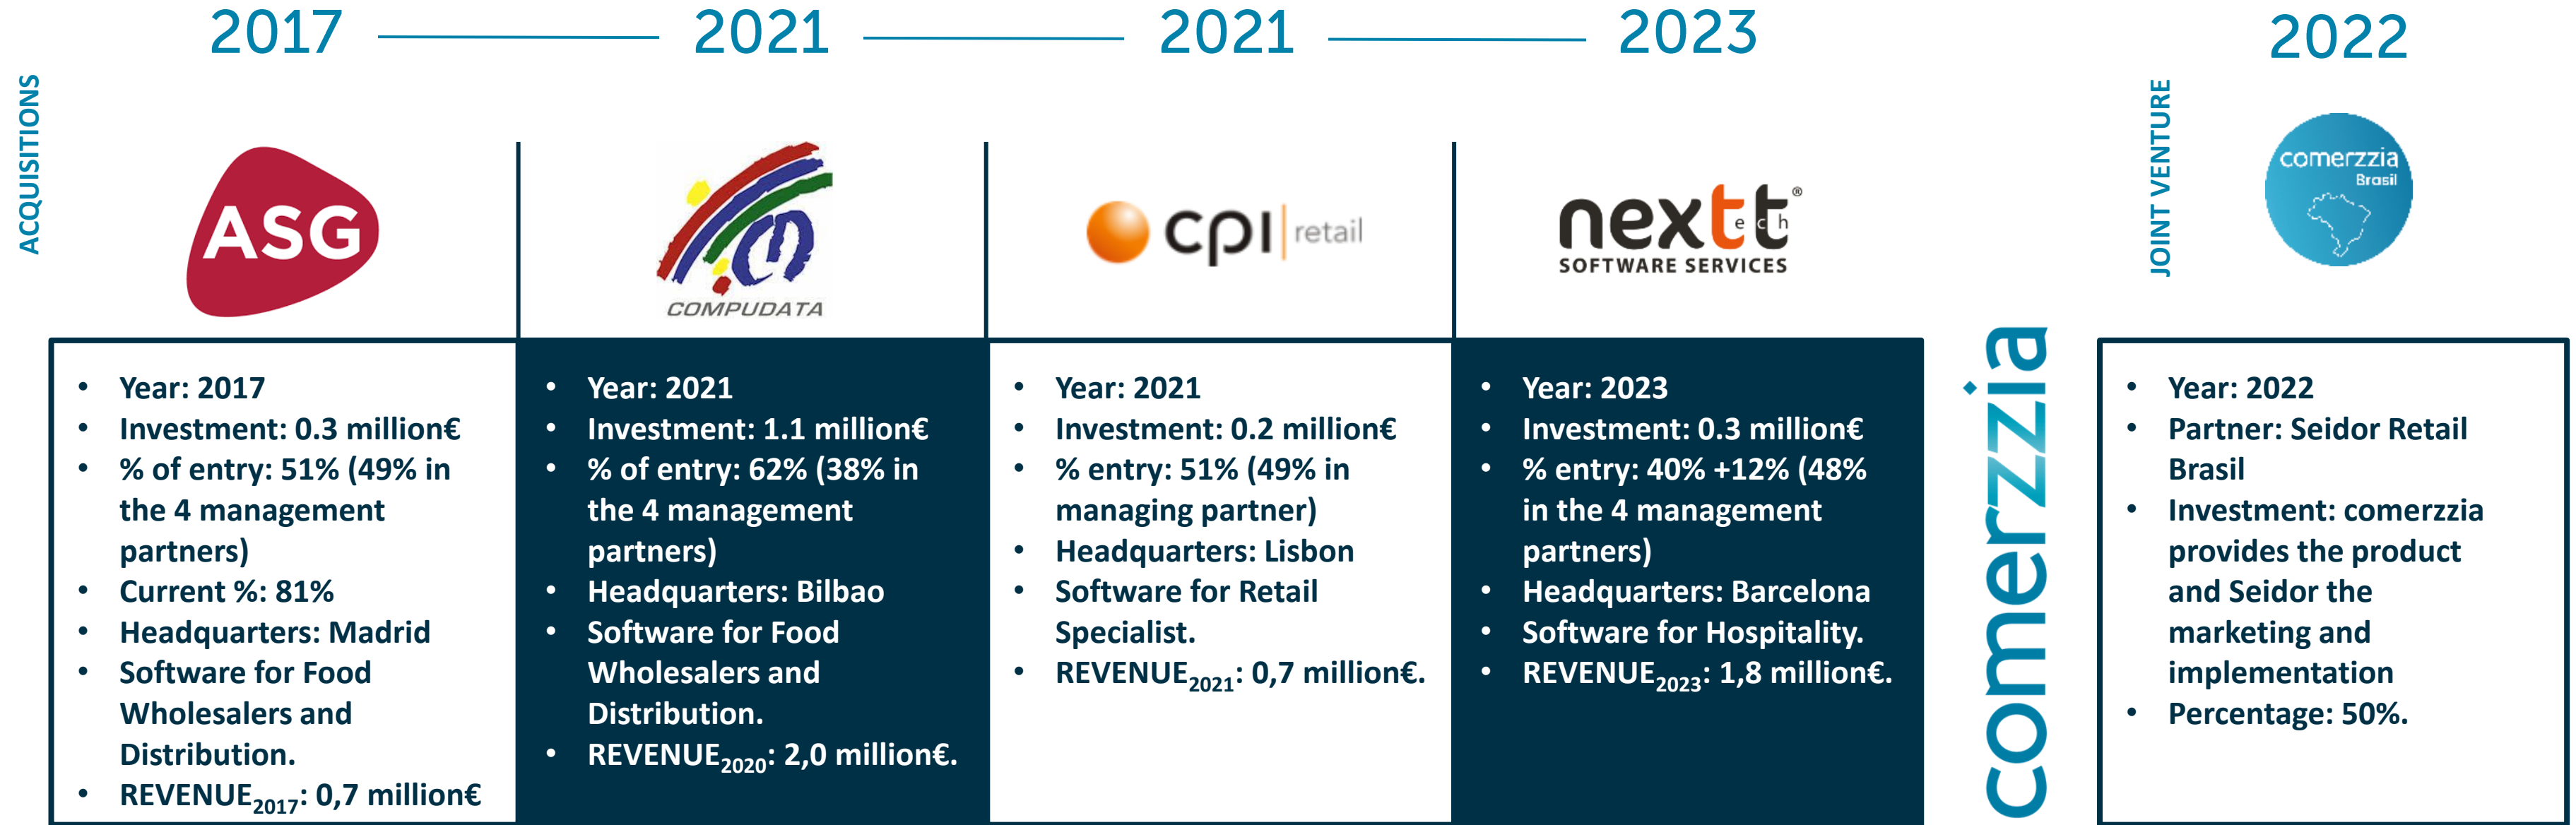 2017
2021
2021
2023
2022
ACQUISITIONS
ASG
COMPUDATA
cpi retail
nextt
ech
®
SOFTWARE SERVICES
JOINT VENTURE
comerzzia
Brasil
• Year: 2017
• Investment: 0.3 million€
• % of entry: 51% (49% in
the 4 management
partners)
• Current %: 81%
• Headquarters: Madrid
• Software for Food
Wholesalers and
Distribution.
• REVENUE2017: 0,7 million€
• Year: 2021
• Investment: 1.1 million€
• % of entry: 62% (38% in
the 4 management
partners)
• Headquarters: Bilbao
• Software for Food
Wholesalers and
Distribution.
• REVENUE2020: 2,0 million€.
• Year: 2021
• Investment: 0.2 million€
• % entry: 51% (49% in
managing partner)
• Headquarters: Lisbon
• Software for Retail
Specialist.
• REVENUE2021: 0,7 million€.
• Year: 2023
• Investment: 0.3 million€
• % entry: 40% +12% (48%
in the 4 management
partners)
• Headquarters: Barcelona
• Software for Hospitality.
• REVENUE2023: 1,8 million€.
comerzzia
• Year: 2022
• Partner: Seidor Retail
Brasil
• Investment: comerzzia
provides the product
and Seidor the
marketing and
implementation
• Percentage: 50%.